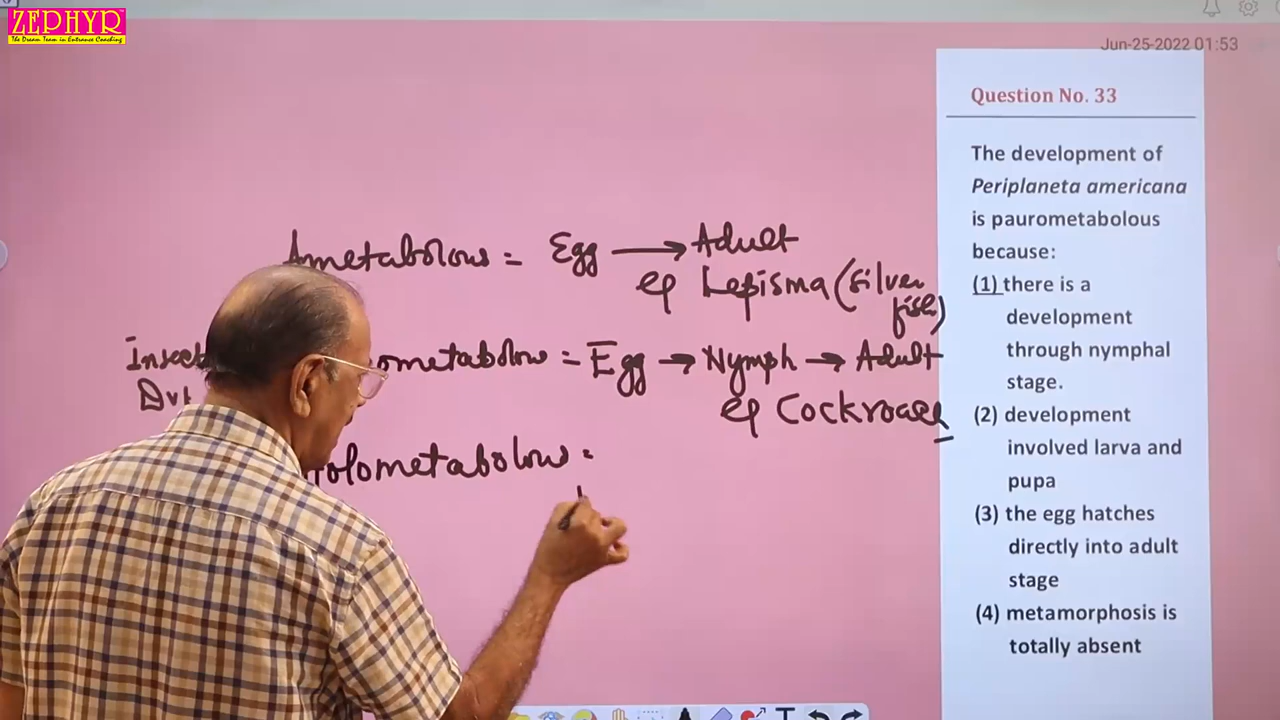 ZEPHYR
The Dream Team in Entrance Coaching
Jun-25-2022 01:53
Ametabolous = Egg → Adult
eg Lepisma (silver
fish)
ometabolous = Egg → Nymph → Adult
eg Cockroach
Holometabolous =
Question No. 33
The development of
Periplaneta americana
is paurometabolous
because:
(1) there is a
development
through nymphal
stage.
(2) development
involved larva and
pupa
(3) the egg hatches
directly into adult
stage
(4) metamorphosis is
totally absent